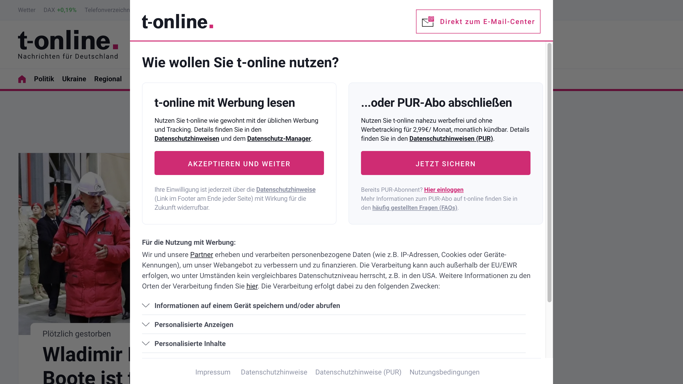 Wetter DAX +0,19% Telefonverzeichnis
t-online.
Nachrichten für Deutschland
Politik Ukraine Regional
Plötzlich gestorben
Wladimir
Boote ist
t-online.
Direkt zum E-Mail-Center
Wie wollen Sie t-online nutzen?
t-online mit Werbung lesen
Nutzen Sie t-online wie gewohnt mit der üblichen Werbung
und Tracking. Details finden Sie in den
Datenschutzhinweisen und dem Datenschutz-Manager.
AKZEPTIEREN UND WEITER
Ihre Einwilligung ist jederzeit über die Datenschutzhinweise
(Link im Footer am Ende jeder Seite) mit Wirkung für die
Zukunft widerrufbar.
...oder PUR-Abo abschließen
Nutzen Sie t-online nahezu werbefrei und ohne
Werbetracking für 2,99€/ Monat, monatlich kündbar. Details
finden Sie in den Datenschutzhinweisen (PUR).
JETZT SICHERN
Bereits PUR-Abonnent? Hier einloggen
Mehr Informationen zum PUR-Abo auf t-online finden Sie in
den häufig gestellten Fragen (FAQs).
Für die Nutzung mit Werbung:
Wir und unsere Partner erheben und verarbeiten personenbezogene Daten (wie z.B. IP-Adressen, Cookies oder Geräte-
Kennungen), um unser Webangebot zu verbessern und zu finanzieren. Die Verarbeitung kann auch außerhalb der EU/EWR
erfolgen, wo unter Umständen kein vergleichbares Datenschutzniveau herrscht, z.B. in den USA. Weitere Informationen zu den
Orten der Verarbeitung finden Sie hier. Die Verarbeitung erfolgt dabei zu den folgenden Zwecken:
Informationen auf einem Gerät speichern und/oder abrufen
Personalisierte Anzeigen
Personalisierte Inhalte
Impressum Datenschutzhinweise Datenschutzhinweise (PUR) Nutzungsbedingungen